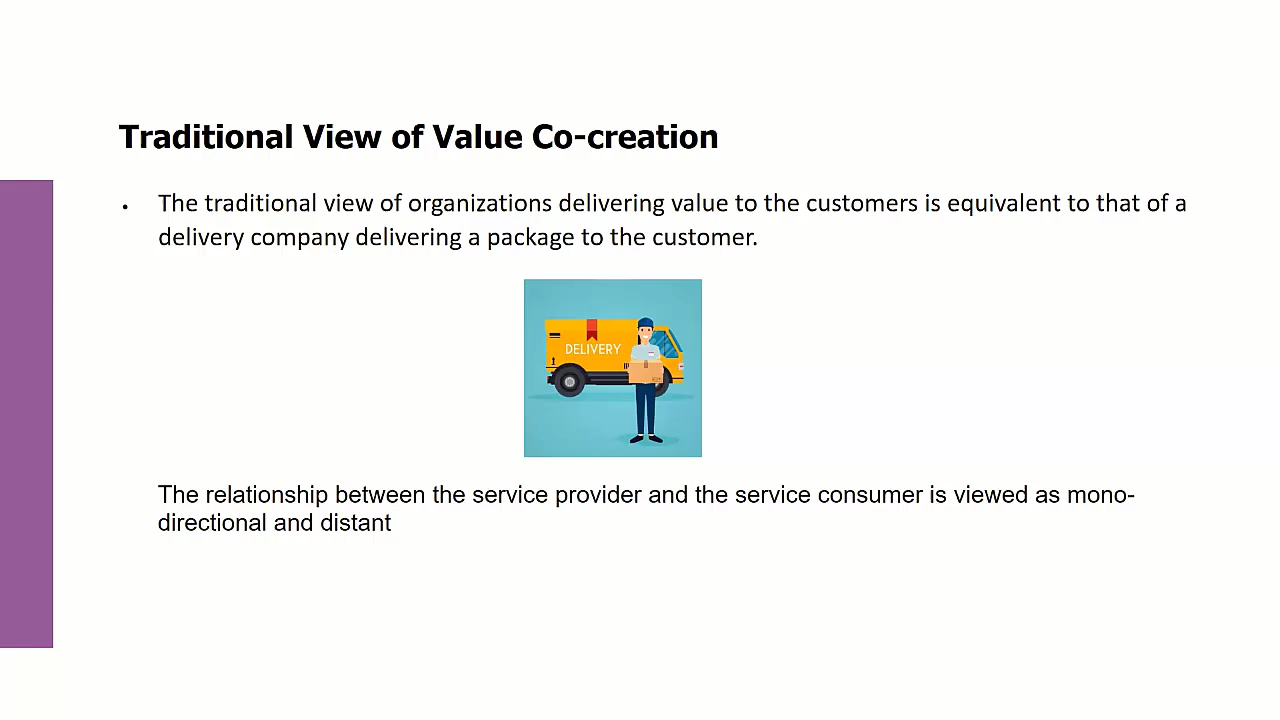 Traditional View of Value Co-creation
• The traditional view of organizations delivering value to the customers is equivalent to that of a
delivery company delivering a package to the customer.
DELIVERY
The relationship between the service provider and the service consumer is viewed as mono-
directional and distant